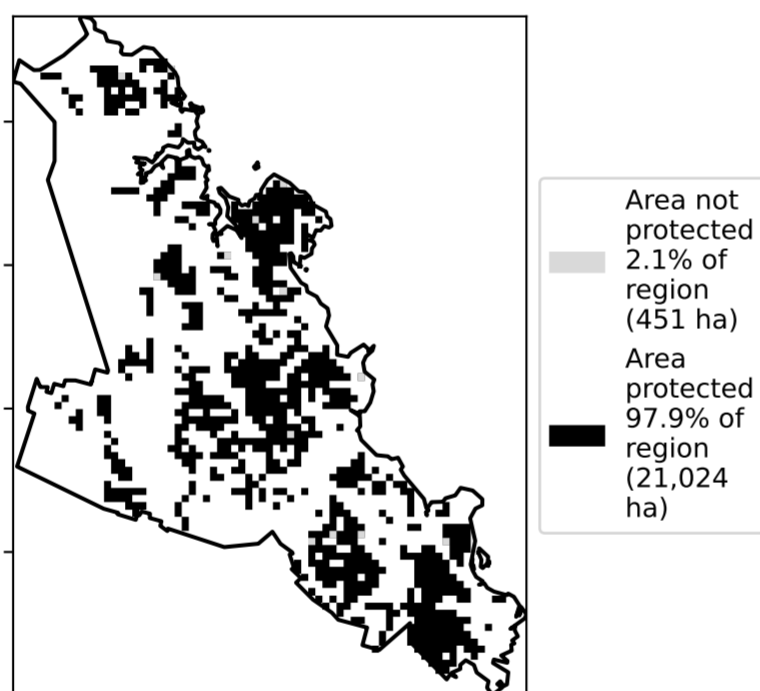 Area not
protected
2.1% of
region
(451 ha)
Area
protected
97.9% of
region
(21,024
ha)